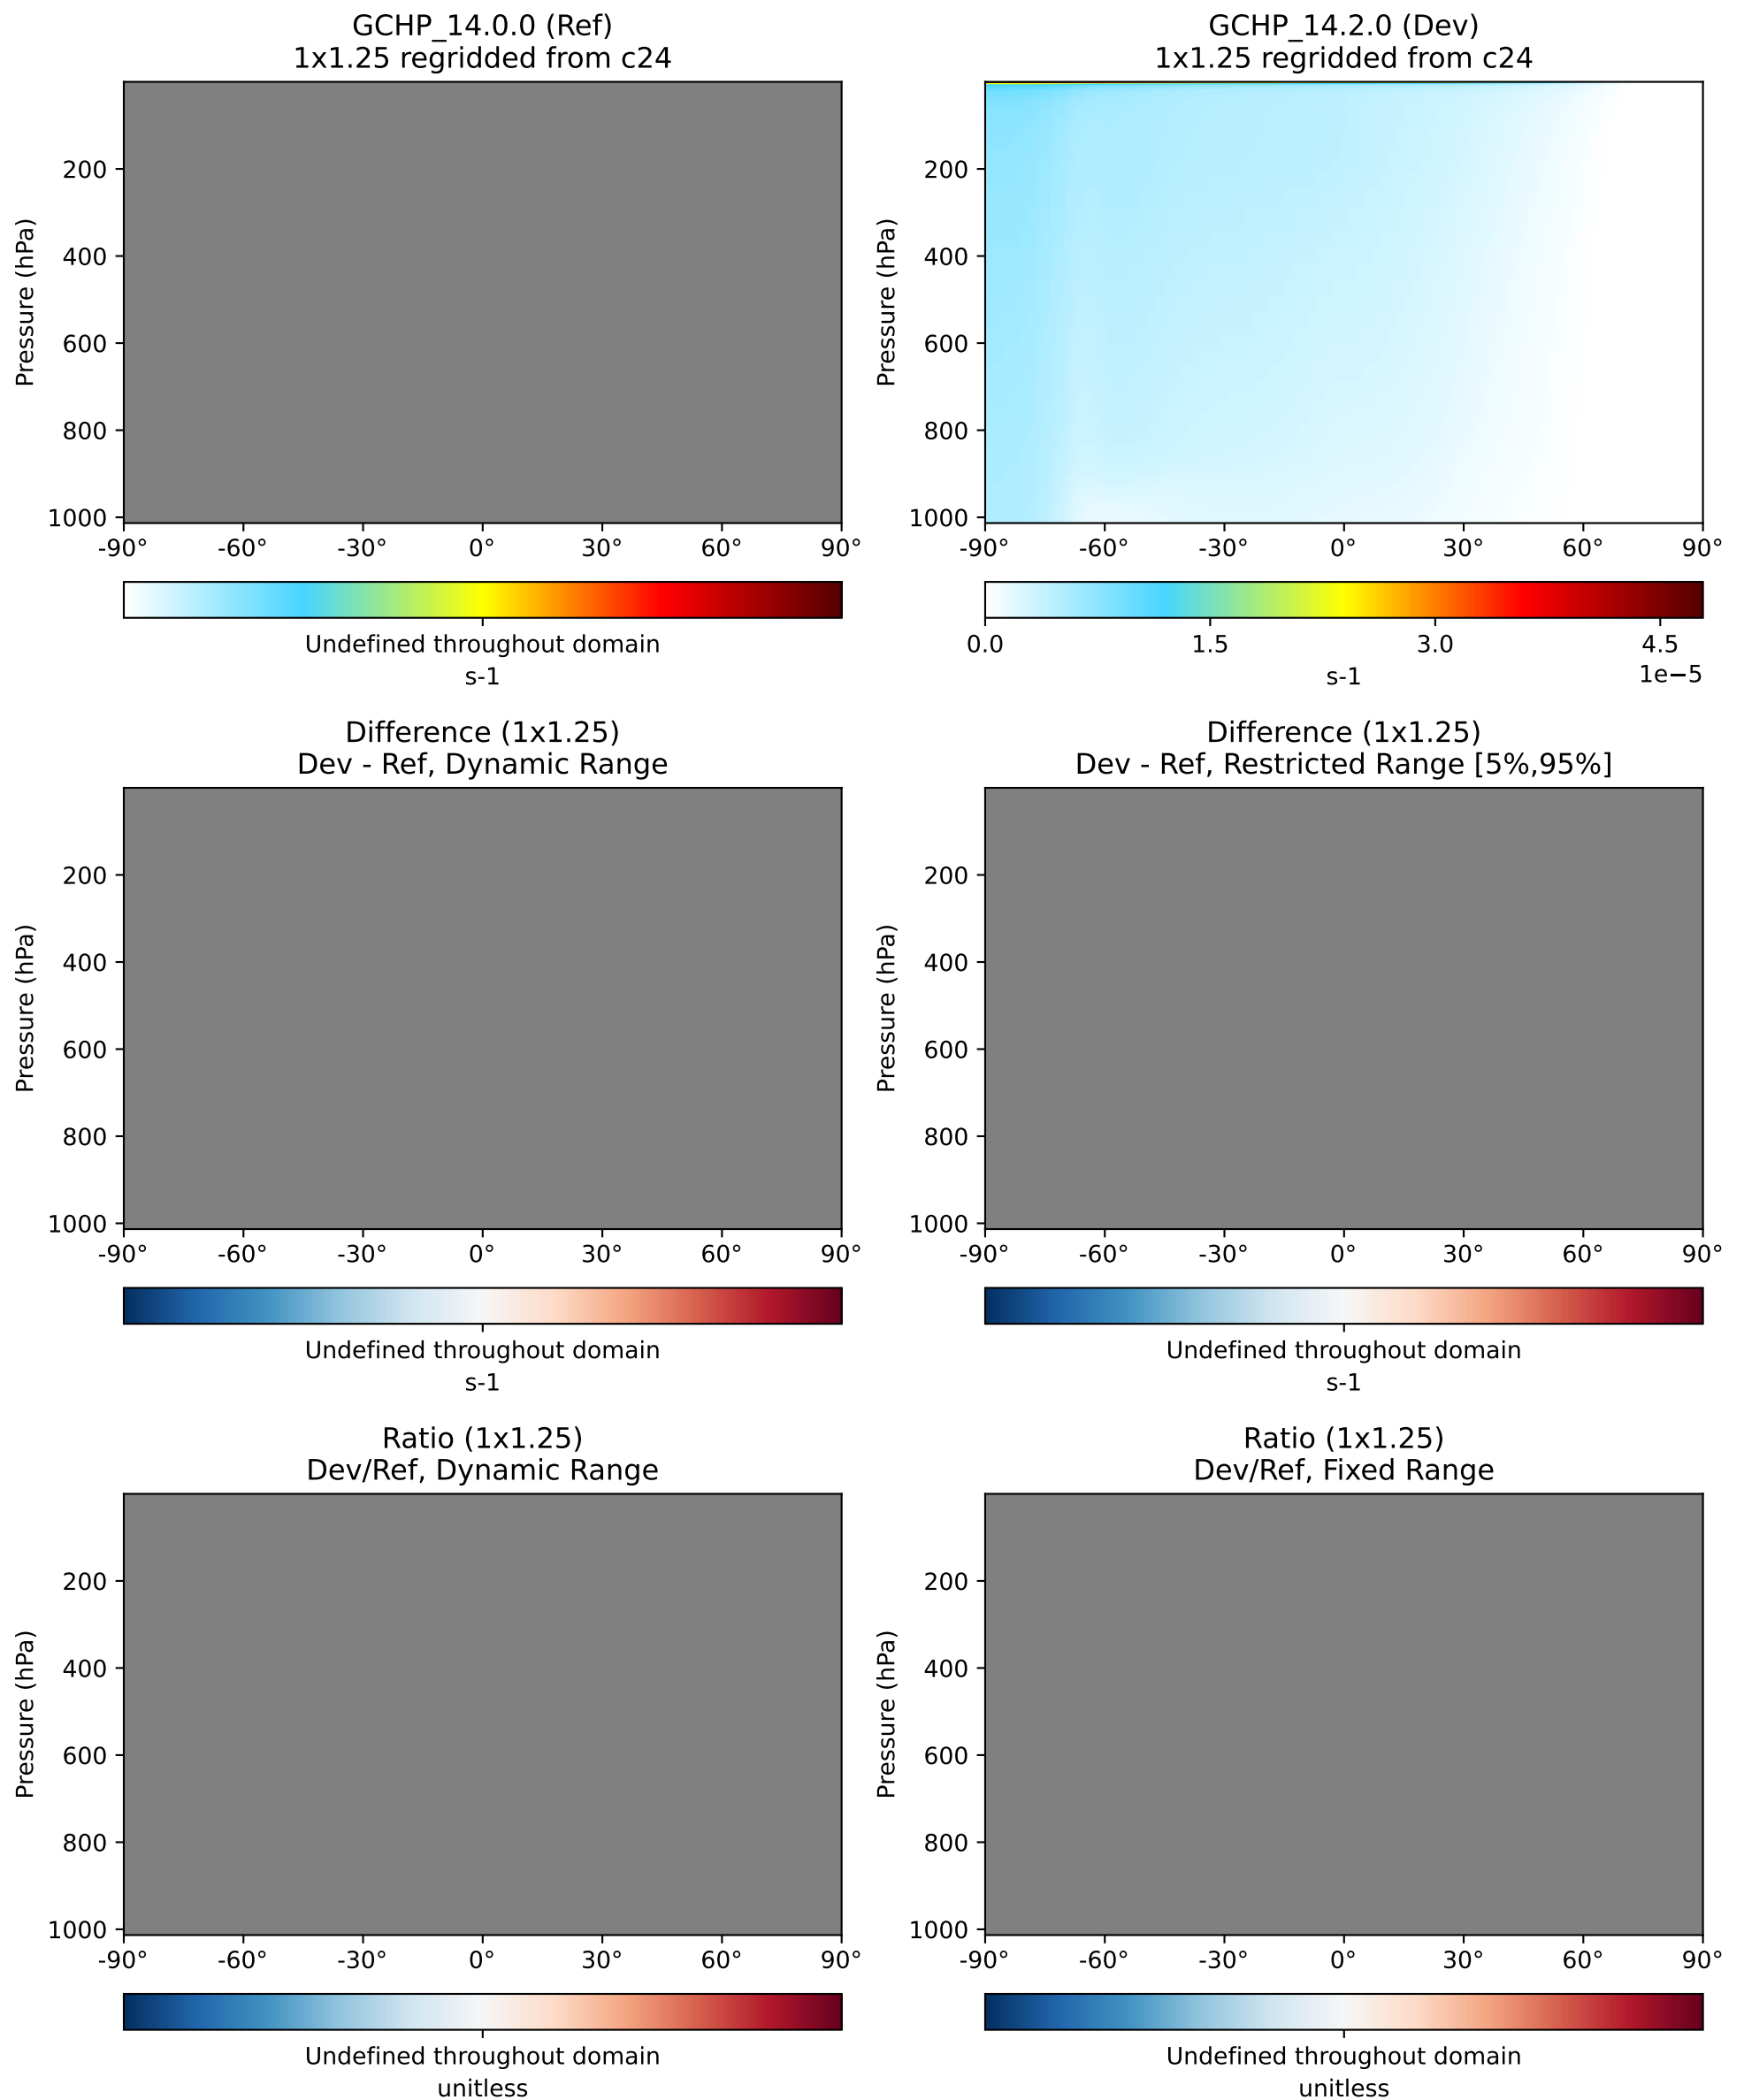 GCHP_14.0.0 (Ref)
1x1.25 regridded from c24
Pressure (hPa)
200
400
600
800
1000
-90° -60° -30° 0° 30° 60° 90°
Undefined throughout domain
s-1
GCHP_14.2.0 (Dev)
1x1.25 regridded from c24
Pressure (hPa)
200
400
600
800
1000
-90° -60° -30° 0° 30° 60° 90°
0.0 1.5 3.0 4.5
s-1
1e−5
Difference (1x1.25)
Dev - Ref, Dynamic Range
Pressure (hPa)
200
400
600
800
1000
-90° -60° -30° 0° 30° 60° 90°
Undefined throughout domain
s-1
Difference (1x1.25)
Dev - Ref, Restricted Range [5%,95%]
Pressure (hPa)
200
400
600
800
1000
-90° -60° -30° 0° 30° 60° 90°
Undefined throughout domain
s-1
Ratio (1x1.25)
Dev/Ref, Dynamic Range
Pressure (hPa)
200
400
600
800
1000
-90° -60° -30° 0° 30° 60° 90°
Undefined throughout domain
unitless
Ratio (1x1.25)
Dev/Ref, Fixed Range
Pressure (hPa)
200
400
600
800
1000
-90° -60° -30° 0° 30° 60° 90°
Undefined throughout domain
unitless